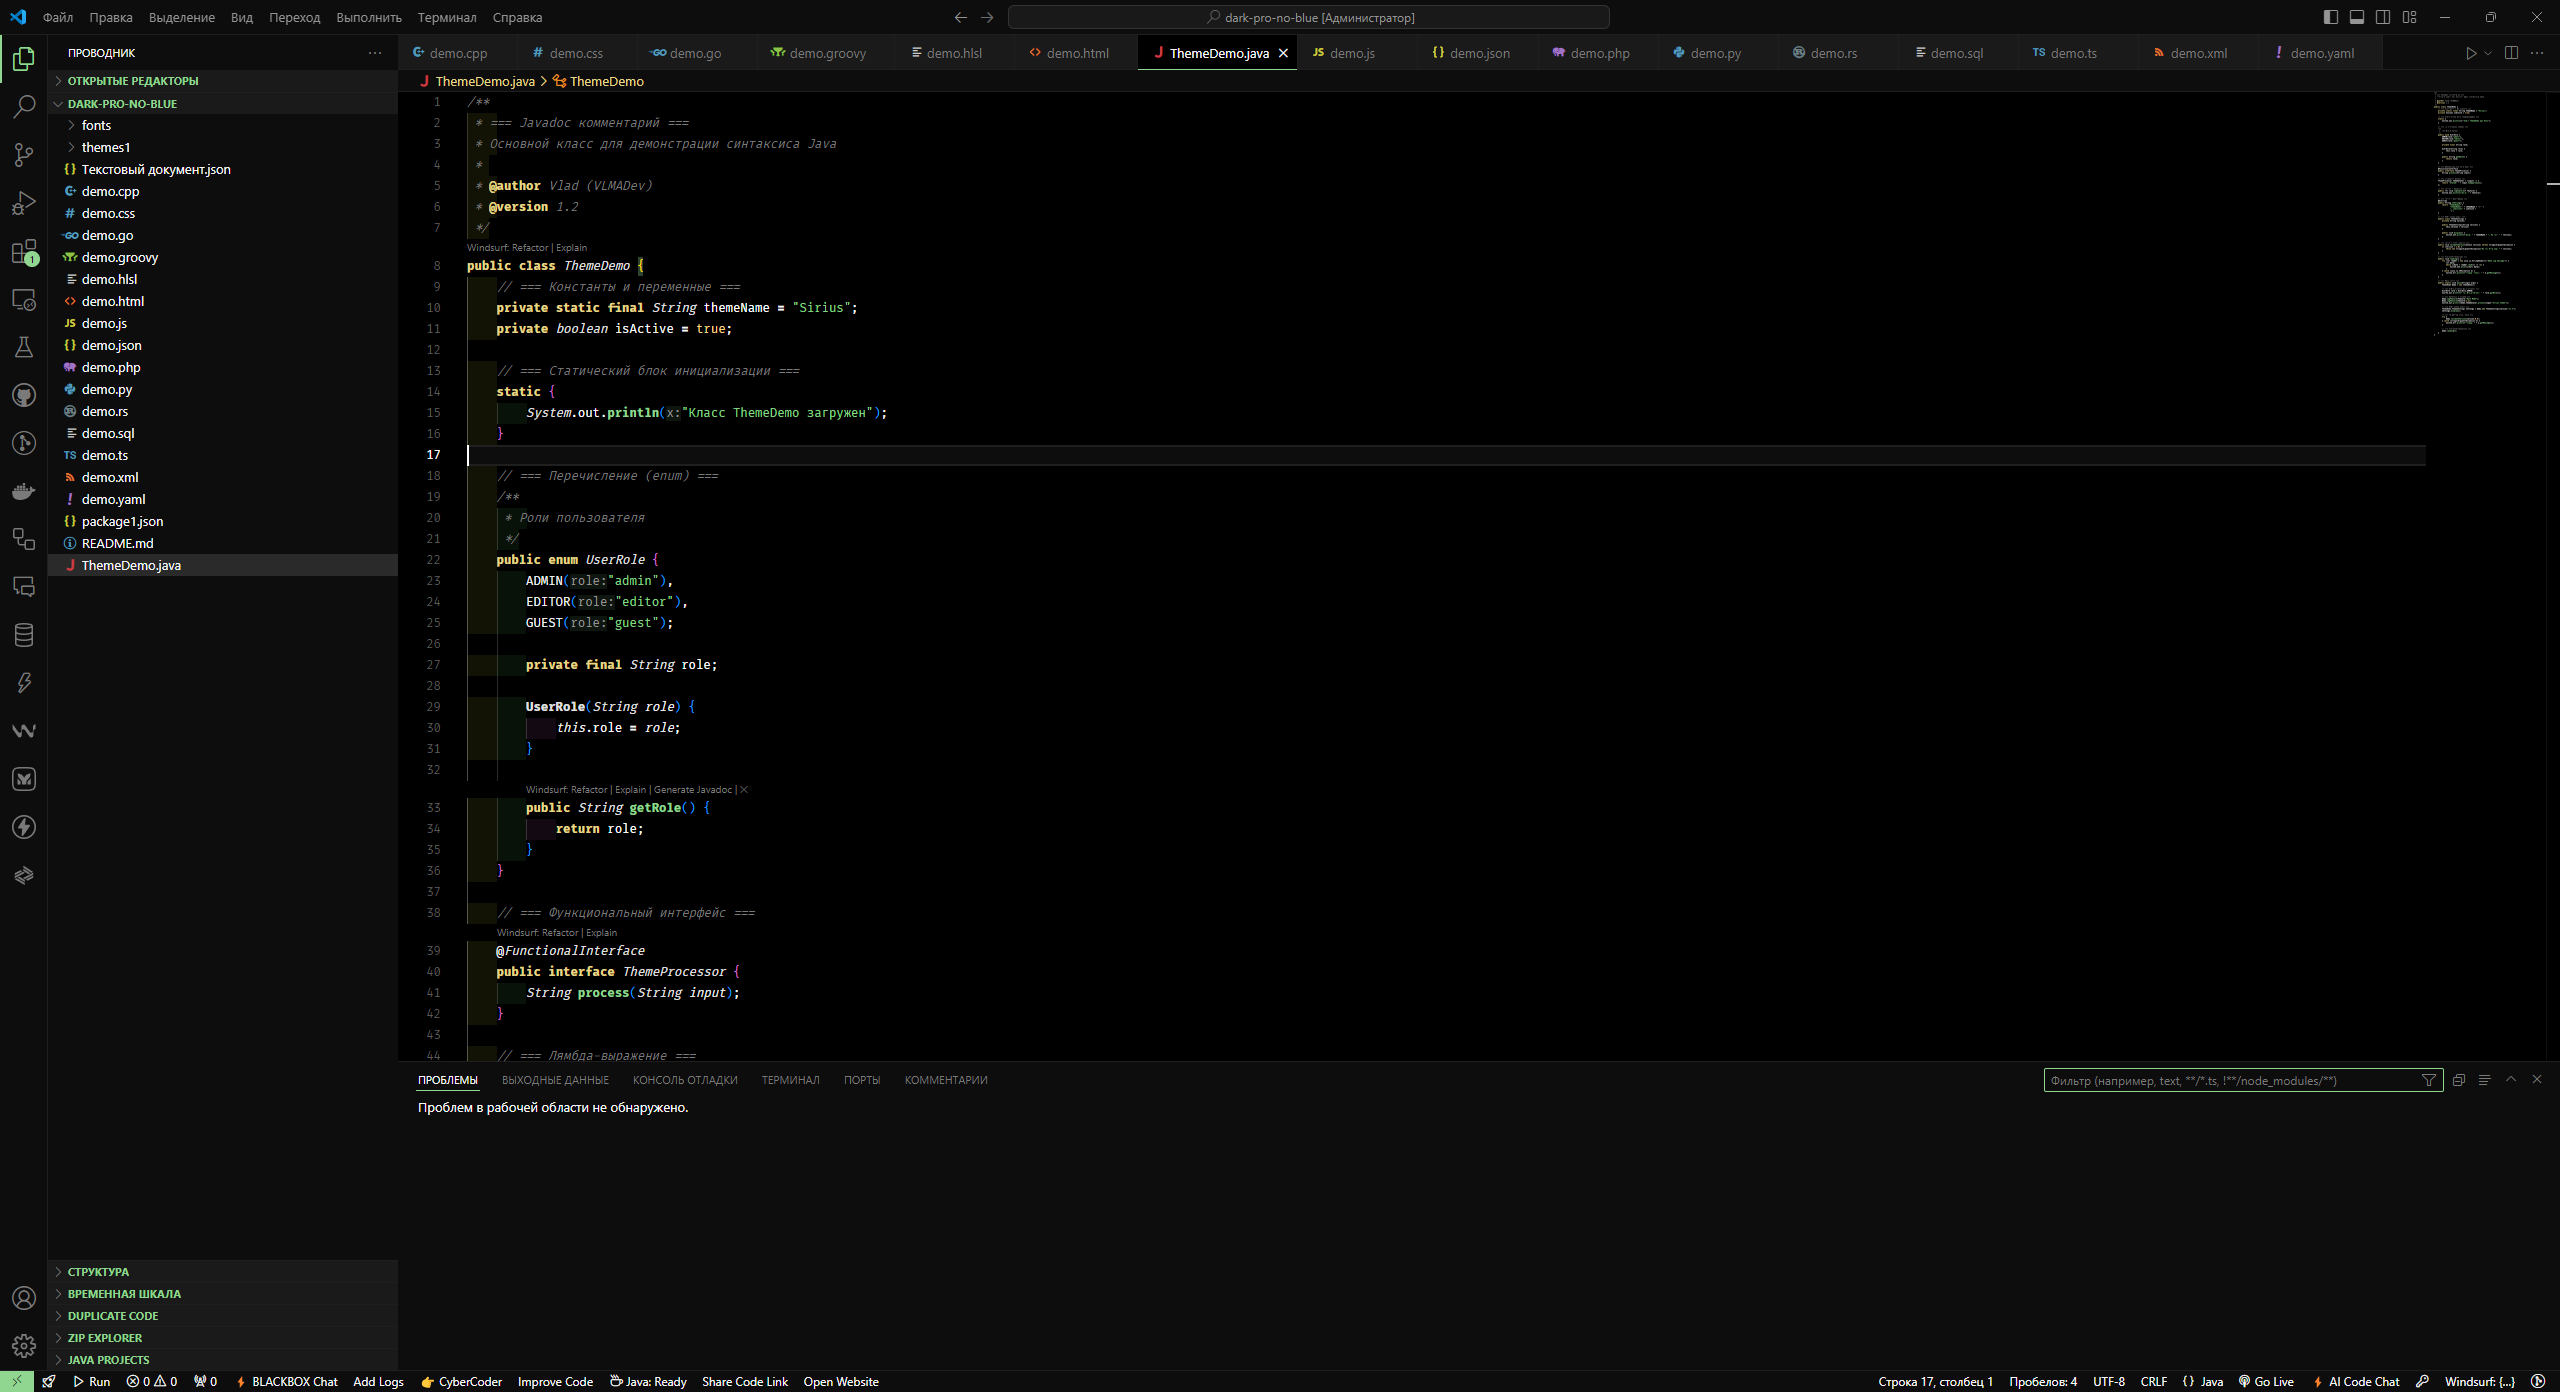 Файл Правка Выделение Вид Переход Выполнить Терминал Справка
dark-pro-no-blue [Администратор]
ПРОВОДНИК
ОТКРЫТЫЕ РЕДАКТОРЫ
DARK-PRO-NO-BLUE
fonts
themes1
{} Текстовый документ.json
demo.cpp
# demo.css
GO demo.go
demo.groovy
demo.hlsl
<> demo.html
JS demo.js
{} demo.json
demo.php
demo.py
demo.rs
demo.sql
TS demo.ts
demo.xml
! demo.yaml
{} package1.json
README.md
J ThemeDemo.java
СТРУКТУРА
ВРЕМЕННАЯ ШКАЛА
DUPLICATE CODE
ZIP EXPLORER
JAVA PROJECTS
1
demo.cpp # demo.css GO demo.go demo.groovy demo.hlsl <> demo.html J ThemeDemo.java JS demo.js {} demo.json demo.php demo.py demo.rs demo.sql TS demo.ts demo.xml ! demo.yaml
J ThemeDemo.java > ThemeDemo
1 /**
2 * === Javadoc комментарий ===
3 * Основной класс для демонстрации синтаксиса Java
4 *
5 * @author Vlad (VLMADev)
6 * @version 1.2
7 */
Windsurf: Refactor | Explain
8 public class ThemeDemo {
9 // === Константы и переменные ===
10 private static final String themeName = "Sirius";
11 private boolean isActive = true;
12
13 // === Статический блок инициализации ===
14 static {
15 System.out.println(x:"Класс ThemeDemo загружен");
16 }
17
18 // === Перечисление (enum) ===
19 /**
20 * Роли пользователя
21 */
22 public enum UserRole {
23 ADMIN(role:"admin"),
24 EDITOR(role:"editor"),
25 GUEST(role:"guest");
26
27 private final String role;
28
29 UserRole(String role) {
30 this.role = role;
31 }
32
Windsurf: Refactor | Explain | Generate Javadoc | X
33 public String getRole() {
34 return role;
35 }
36 }
37
38 // === Функциональный интерфейс ===
Windsurf: Refactor | Explain
39 @FunctionalInterface
40 public interface ThemeProcessor {
41 String process(String input);
42 }
43
44 // === Лямбда-выражение ===
ПРОБЛЕМЫ ВЫХОДНЫЕ ДАННЫЕ КОНСОЛЬ ОТЛАДКИ ТЕРМИНАЛ ПОРТЫ КОММЕНТАРИИ
Фильтр (например, text, **/*.ts, !**/node_modules/**)
Проблем в рабочей области не обнаружено.
Run 0 0 0 BLACKBOX Chat Add Logs CyberCoder Improve Code Java: Ready Share Code Link Open Website Строка 17, столбец 1 Пробелов: 4 UTF-8 CRLF {} Java Go Live AI Code Chat Windsurf: {...}